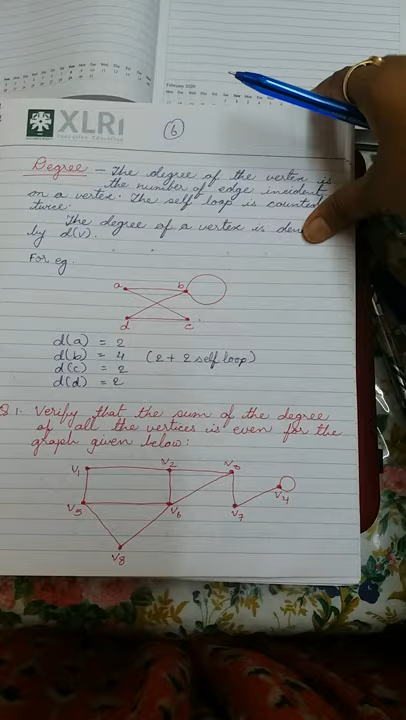 February 2020
XLRI
6
Degree - The degree of the vertex is
the number of edge incident
on a vertex. The self loop is counted
twice.
The degree of a vertex is
by d(v).
For eg.
a b
d c
d(a) = 2
d(b) = 4 (2 + 2 self loop)
d(c) = 2
d(d) = 2
Q1. Verify that the sum of the degree
of all the vertices is even for the
graph given below:
V1 V2 V3
V4
V5 V6 V7
V8